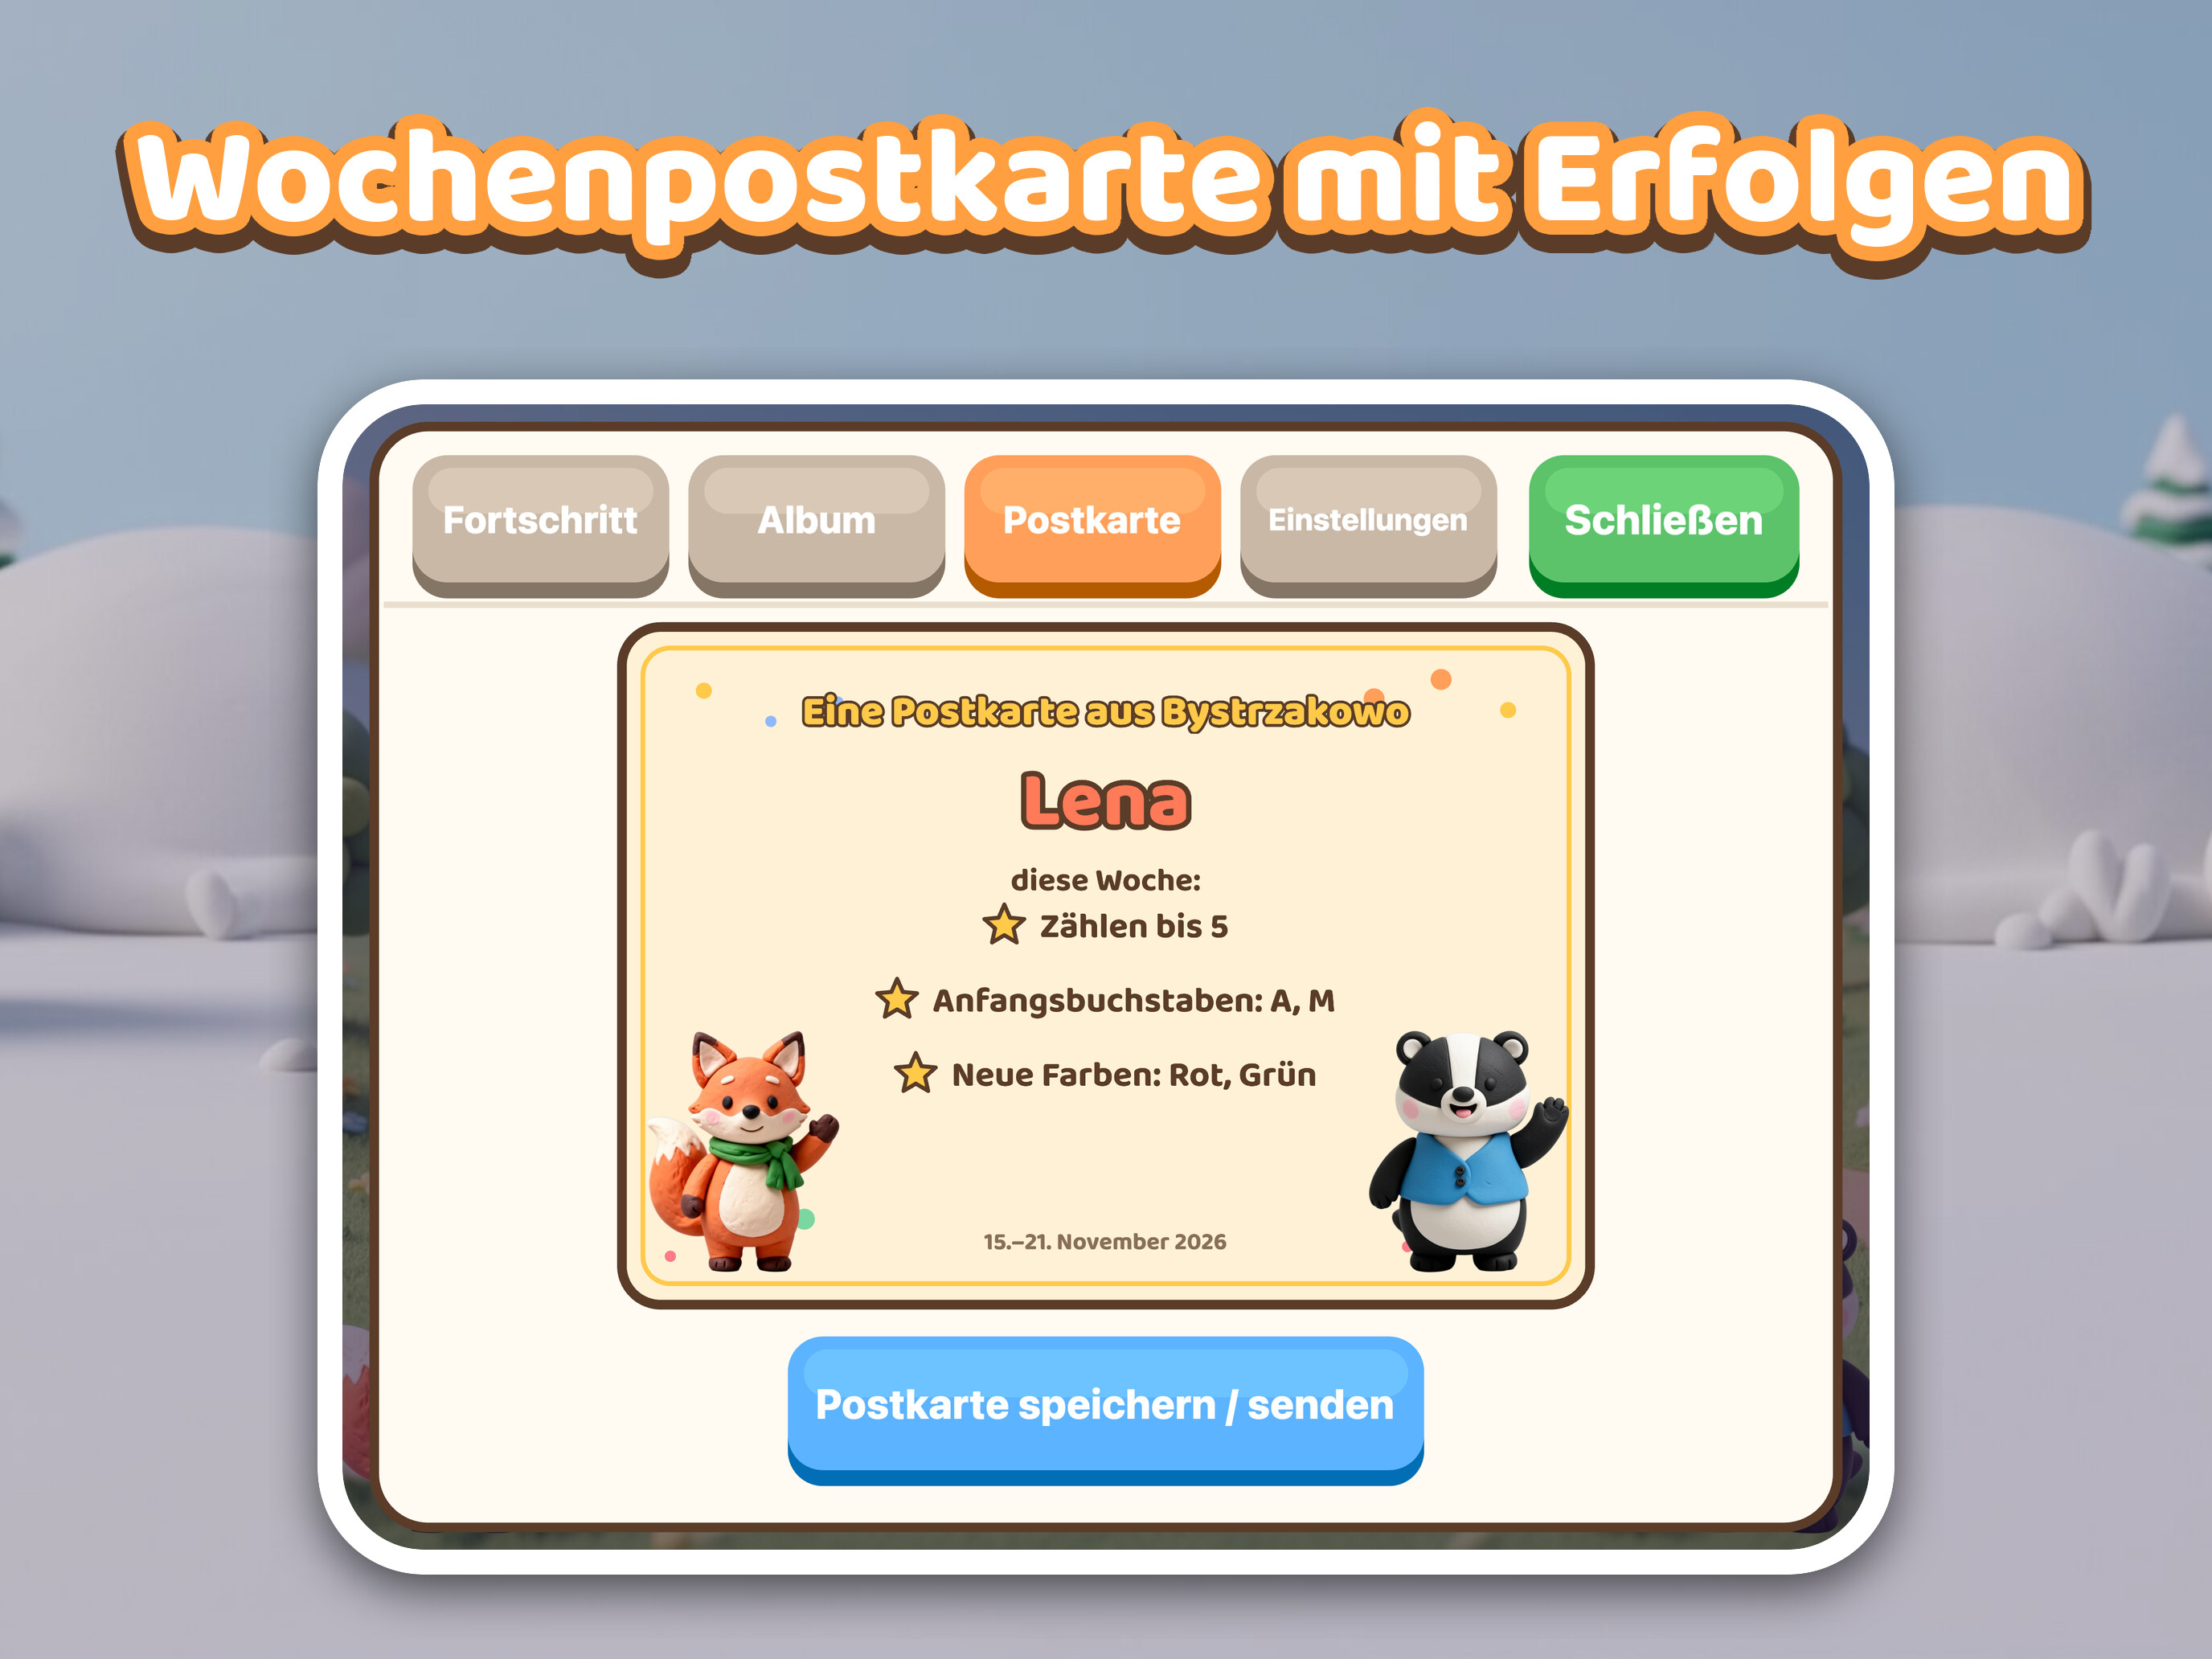 Wochenpostkarte mit Erfolgen
Fortschritt
Album
Postkarte
Einstellungen
Schließen
Eine Postkarte aus Bystrzakowo
Lena
diese Woche:
Zählen bis 5
Anfangsbuchstaben: A, M
Neue Farben: Rot, Grün
15.–21. November 2026
Postkarte speichern / senden